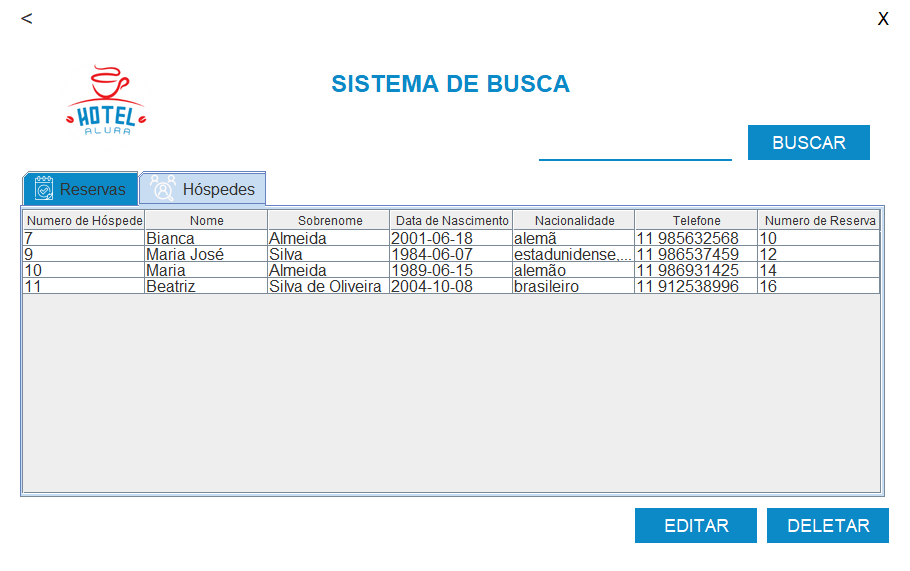 <
X
SISTEMA DE BUSCA
HOTEL
ALURA
BUSCAR
Reservas Hóspedes
Numero de Hóspede Nome Sobrenome Data de Nascimento Nacionalidade Telefone Numero de Reserva
7 Bianca Almeida 2001-06-18 alemã 11 985632568 10
9 Maria José Silva 1984-06-07 estadunidense,... 11 986537459 12
10 Maria Almeida 1989-06-15 alemão 11 986931425 14
11 Beatriz Silva de Oliveira 2004-10-08 brasileiro 11 912538996 16
EDITAR DELETAR